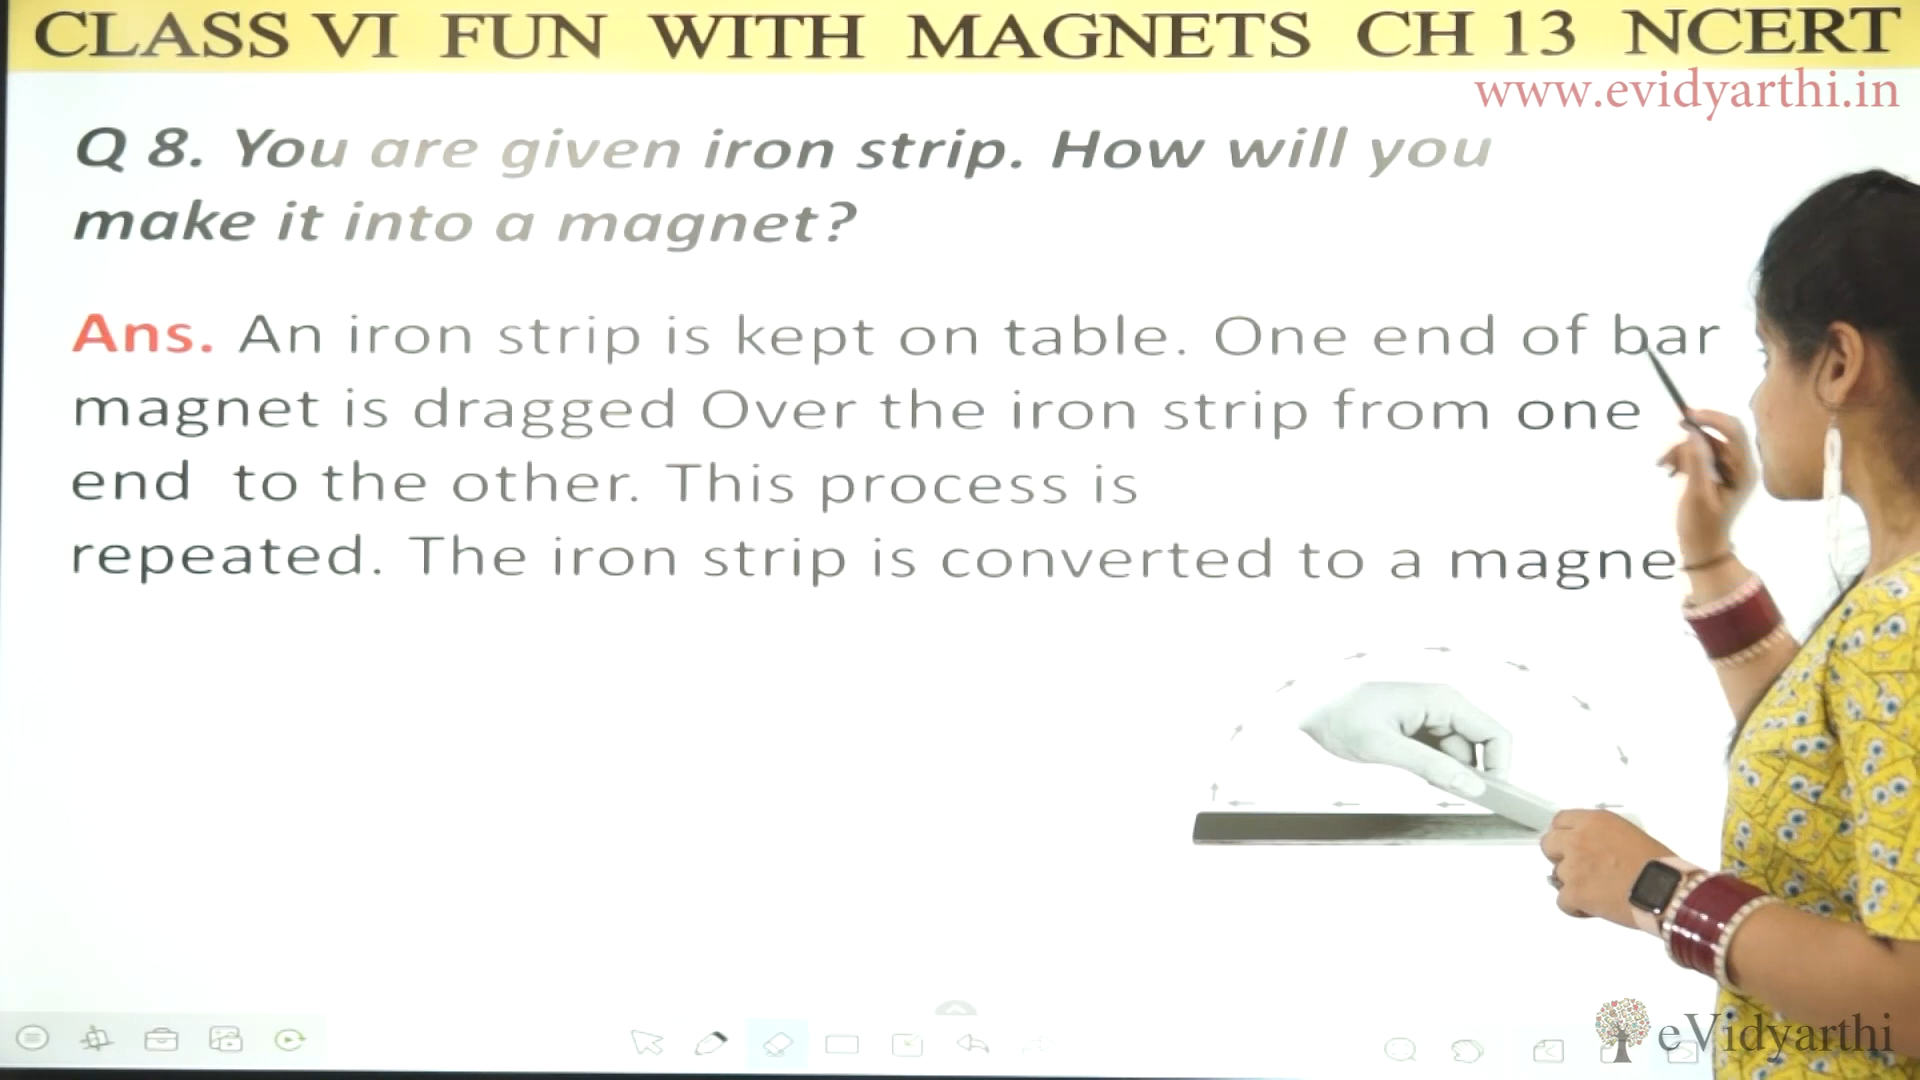 CLASS VI FUN WITH MAGNETS CH 13 NCERT
www.evidyarthi.in
Q 8. You are given iron strip. How will you
make it into a magnet?
Ans. An iron strip is kept on table. One end of bar
magnet is dragged Over the iron strip from one
end to the other. This process is
repeated. The iron strip is converted to a magne
eVidyarthi